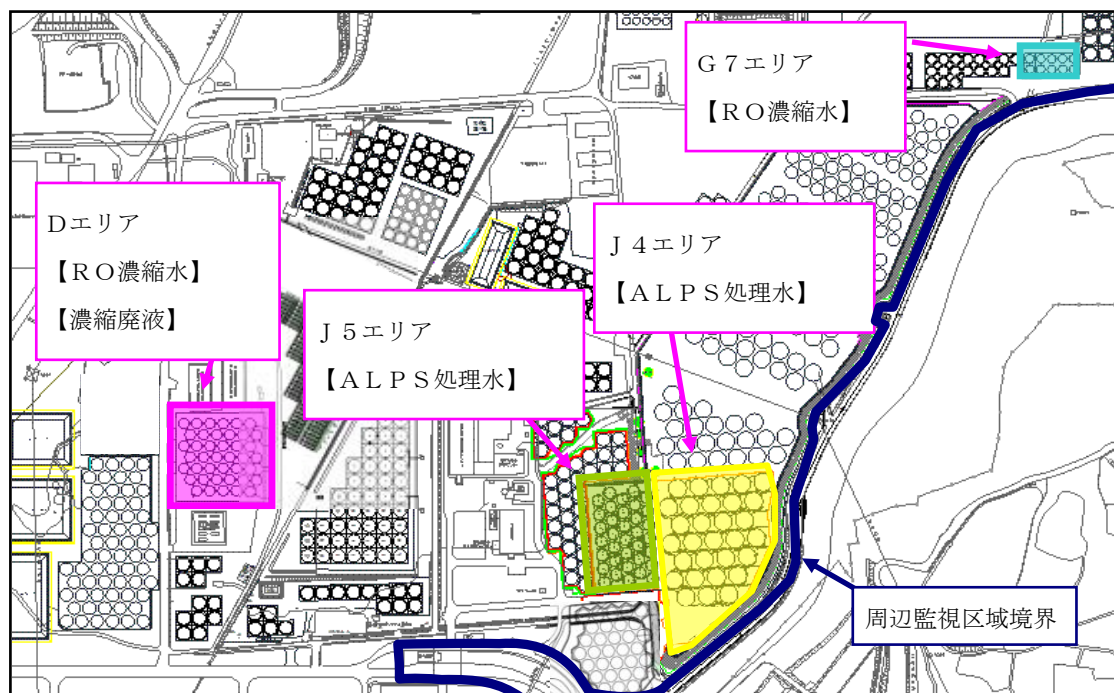 G7エリア
【RO濃縮水】
Dエリア
【RO濃縮水】
【濃縮廃液】
J4エリア
【ALPS処理水】
J5エリア
【ALPS処理水】
周辺監視区域境界